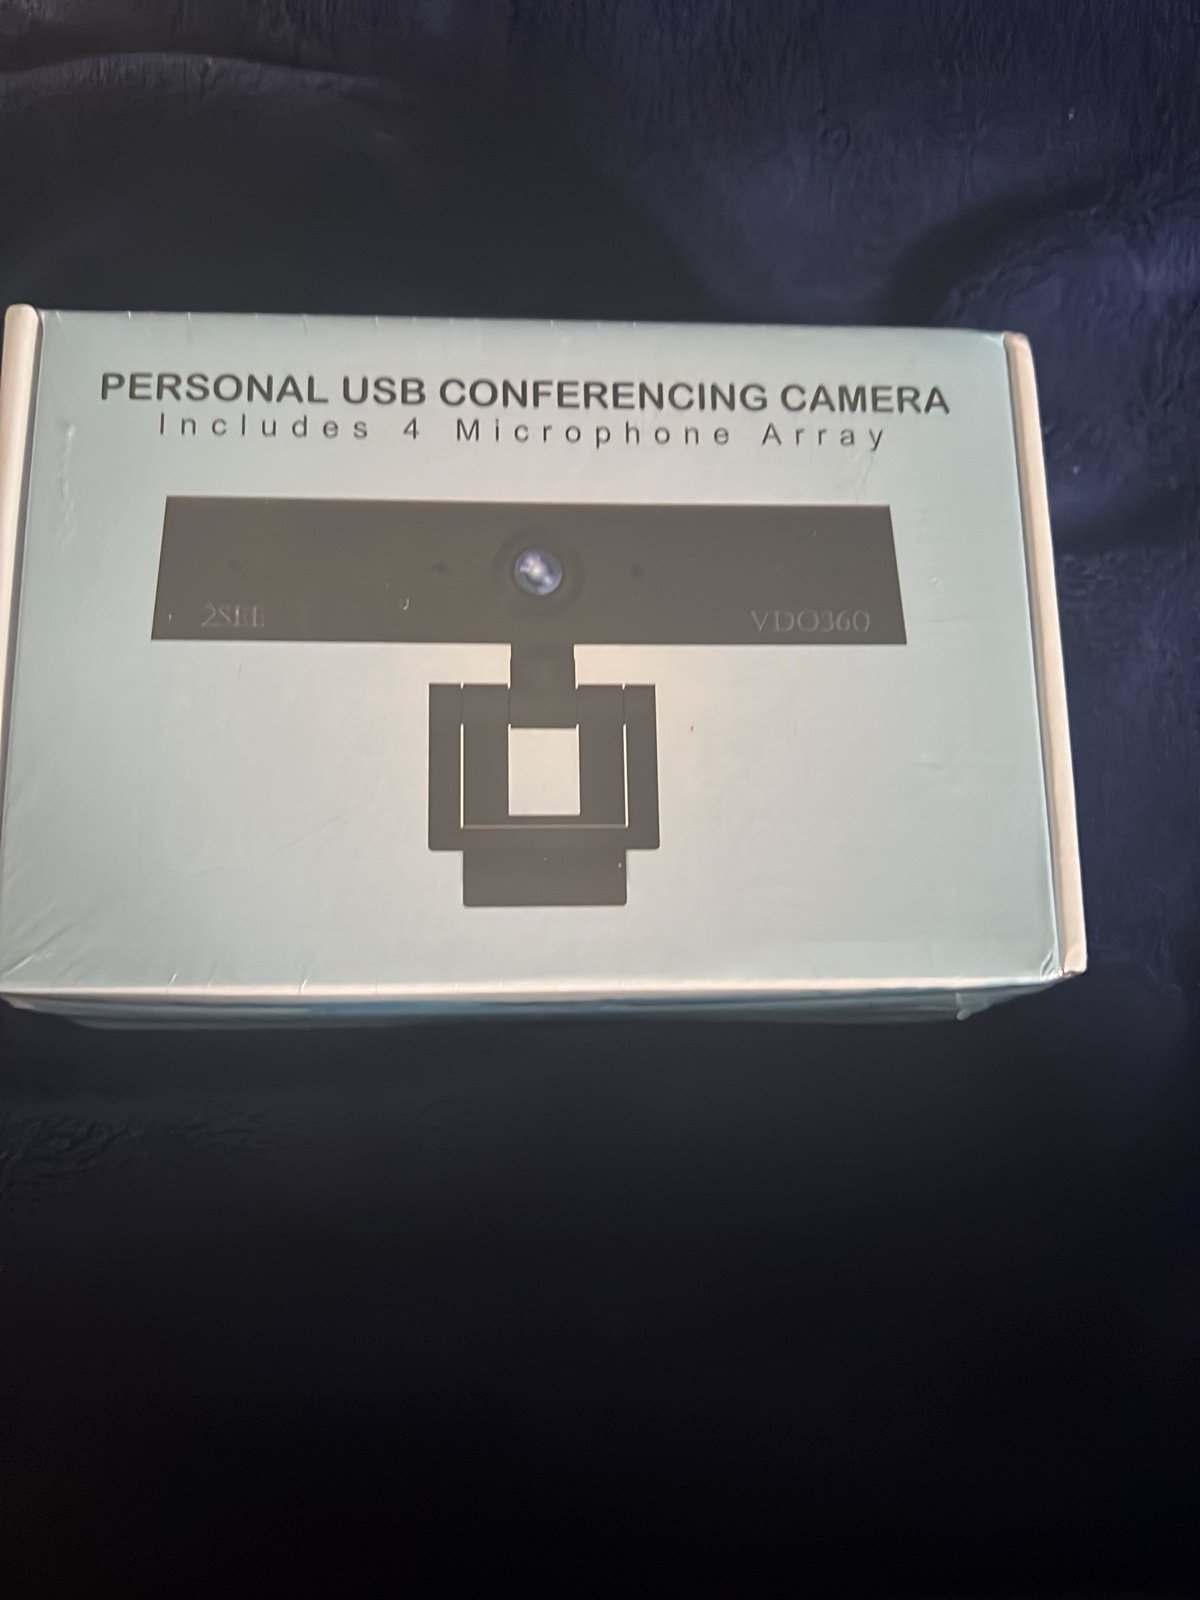 PERSONAL USB CONFERENCING CAMERA
Includes 4 Microphone Array
2SEE
VDO360